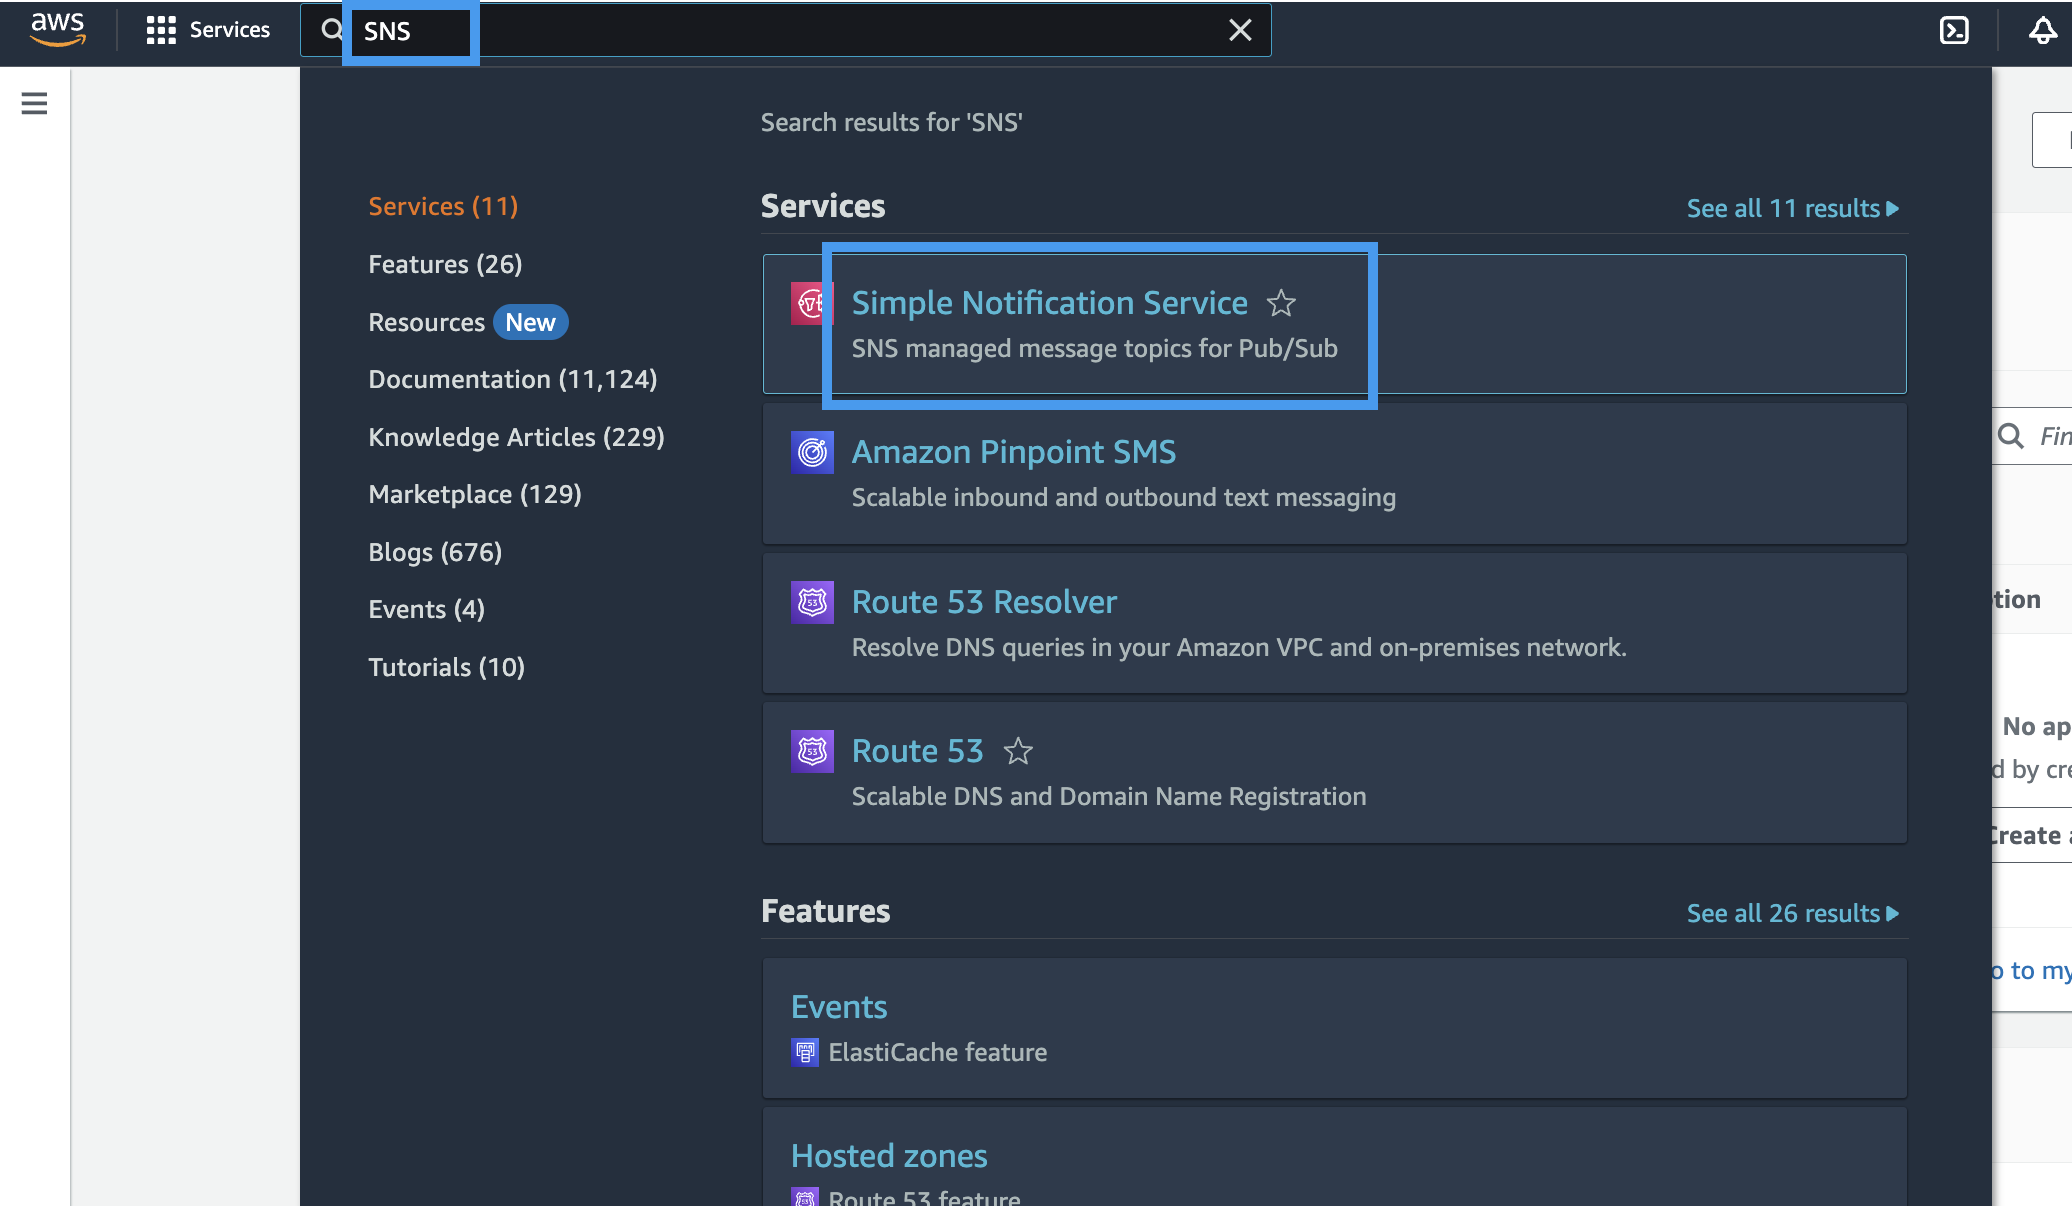 aws
Services
SNS
Search results for 'SNS'
Services (11)
Features (26)
Resources New
Documentation (11,124)
Knowledge Articles (229)
Marketplace (129)
Blogs (676)
Events (4)
Tutorials (10)
Services
See all 11 results
Simple Notification Service
SNS managed message topics for Pub/Sub
Amazon Pinpoint SMS
Scalable inbound and outbound text messaging
Route 53 Resolver
Resolve DNS queries in your Amazon VPC and on-premises network.
Route 53
Scalable DNS and Domain Name Registration
Features
See all 26 results
Events
ElastiCache feature
Hosted zones
Route 53 feature
Fin
tion
No ap
d by cre
Create a
o to my